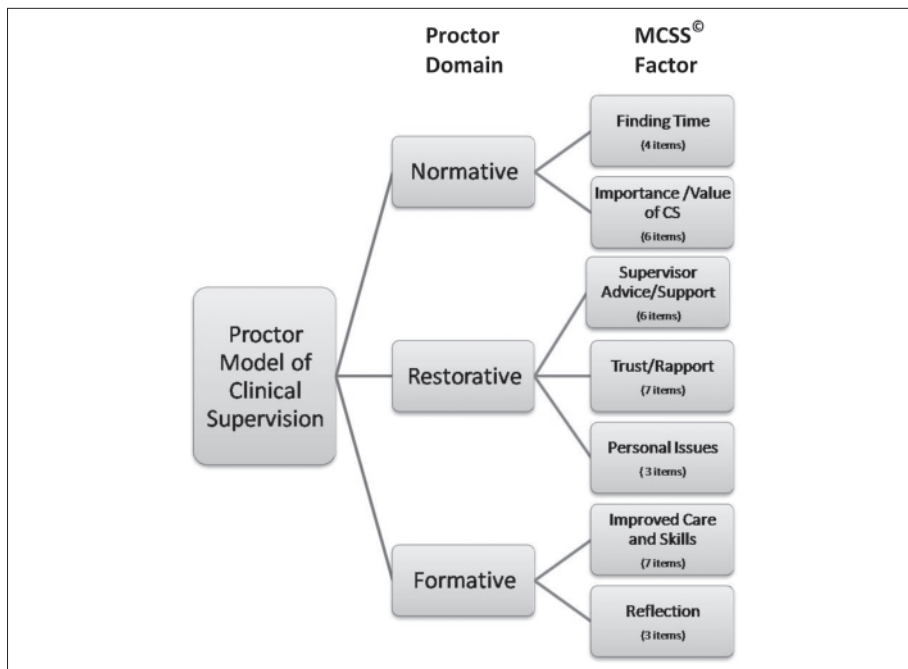 Proctor
Domain
MCSS©
Factor
Proctor
Model of
Clinical
Supervision
Normative
Finding Time
(4 items)
Importance /Value
of CS
(6 items)
Restorative
Supervisor
Advice/Support
(6 items)
Trust/Rapport
(7 items)
Personal Issues
( 3 items)
Formative
Improved Care
and Skills
(7 items)
Reflection
(3 items)